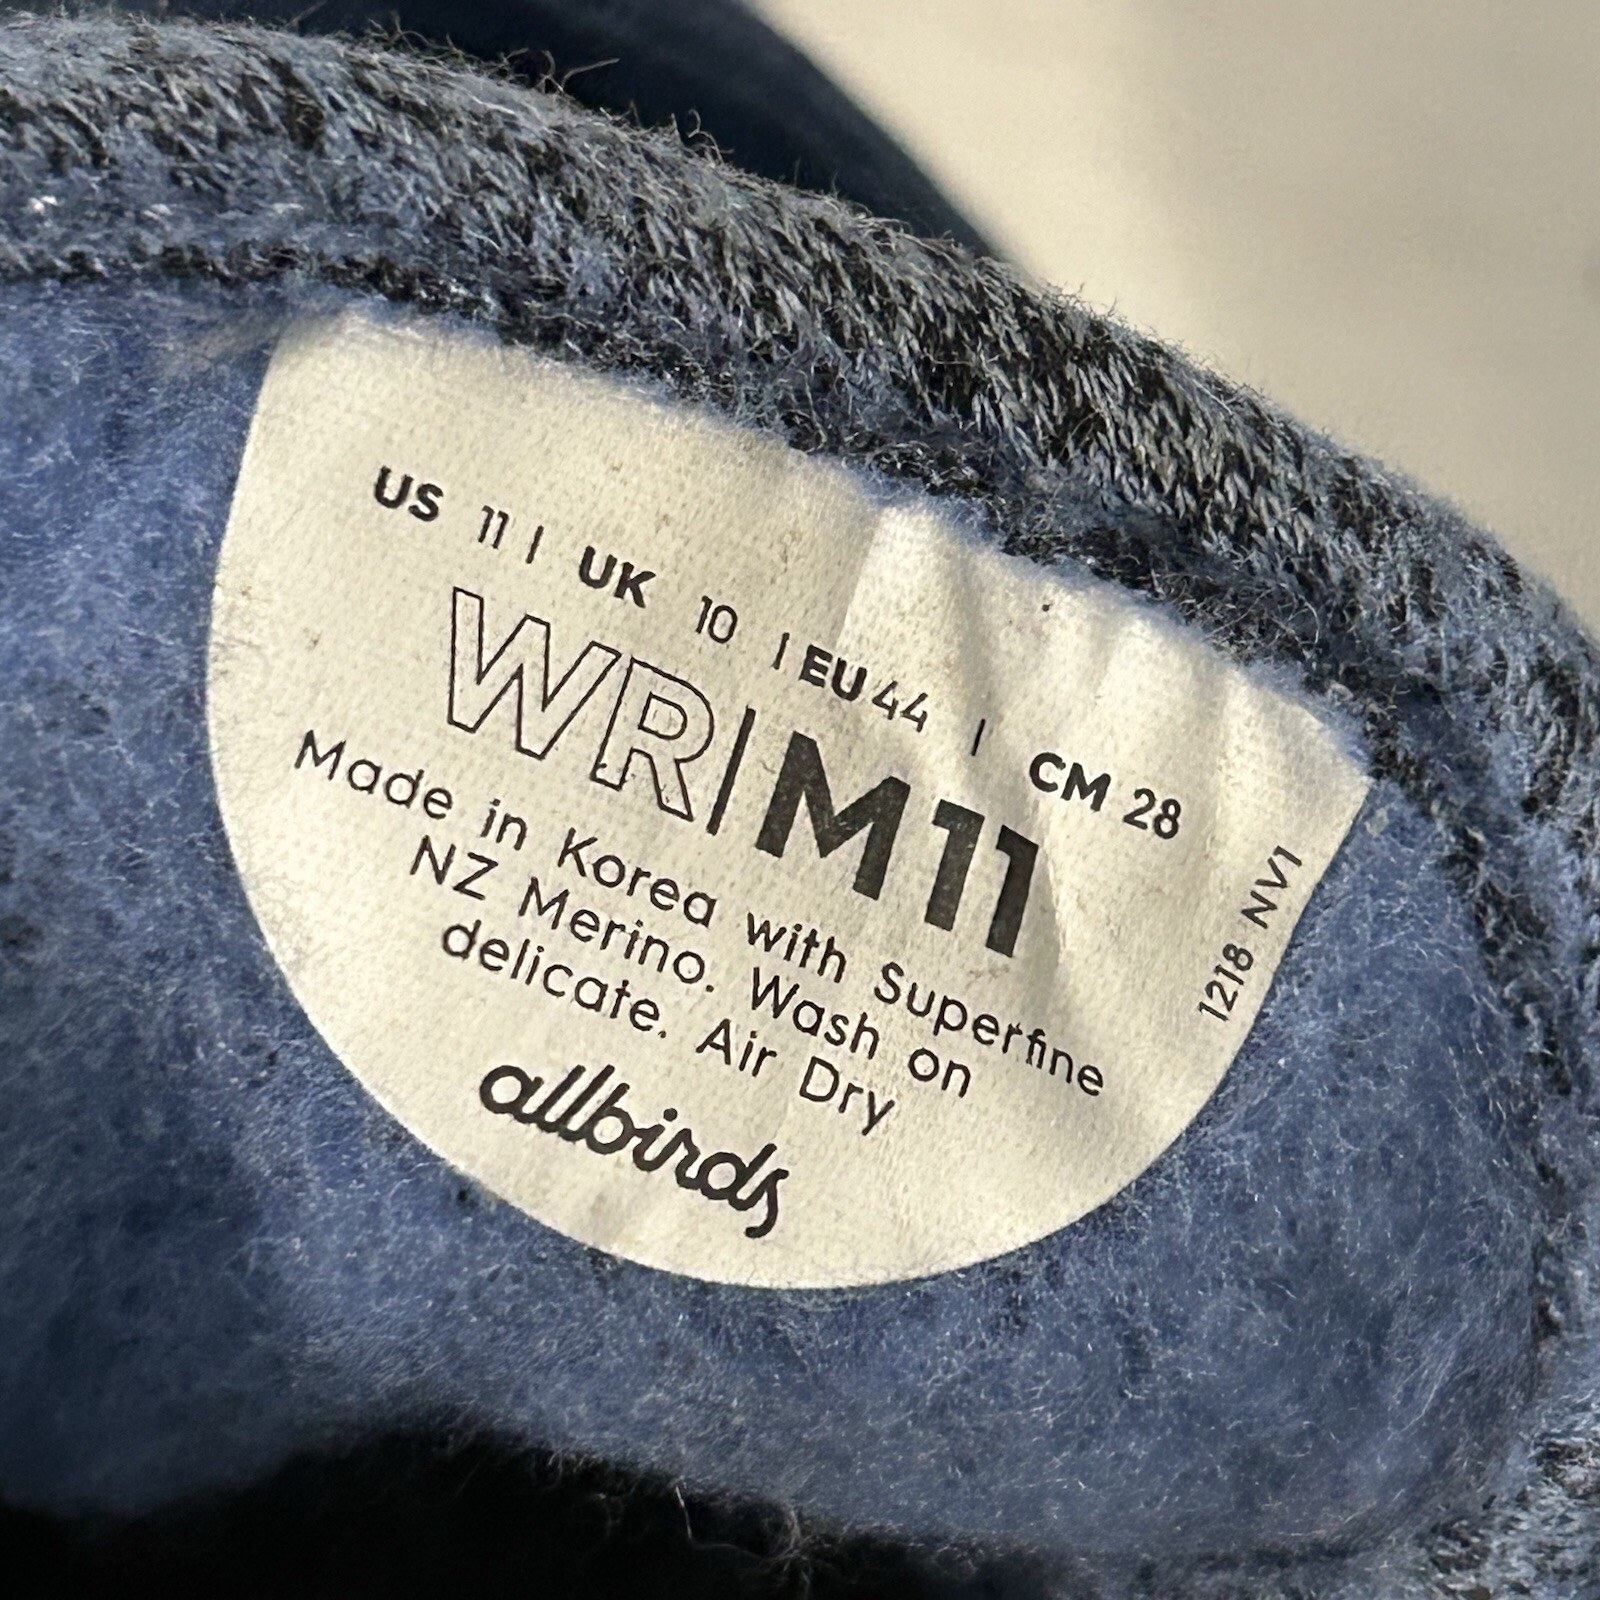 US 11 | UK 10 | EU 44 | CM 28
WR | M11
Made in Korea with Superfine
NZ Merino. Wash on
delicate. Air Dry
allbirds
1218 NV1